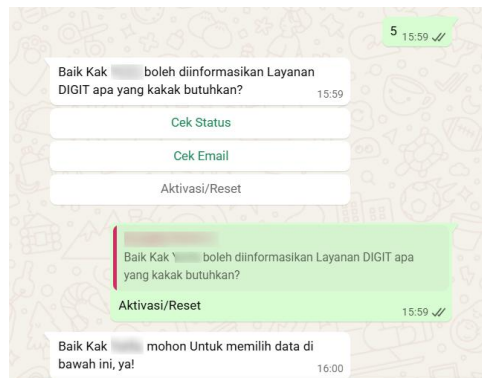 5 15:59
Baik Kak boleh diinformasikan Layanan
DIGIT apa yang kakak butuhkan?
15:59
Cek Status
Cek Email
Aktivasi/Reset
Baik Kak boleh diinformasikan Layanan DIGIT apa
yang kakak butuhkan?
Aktivasi/Reset
15:59
Baik Kak mohon Untuk memilih data di
bawah ini, ya!
16:00